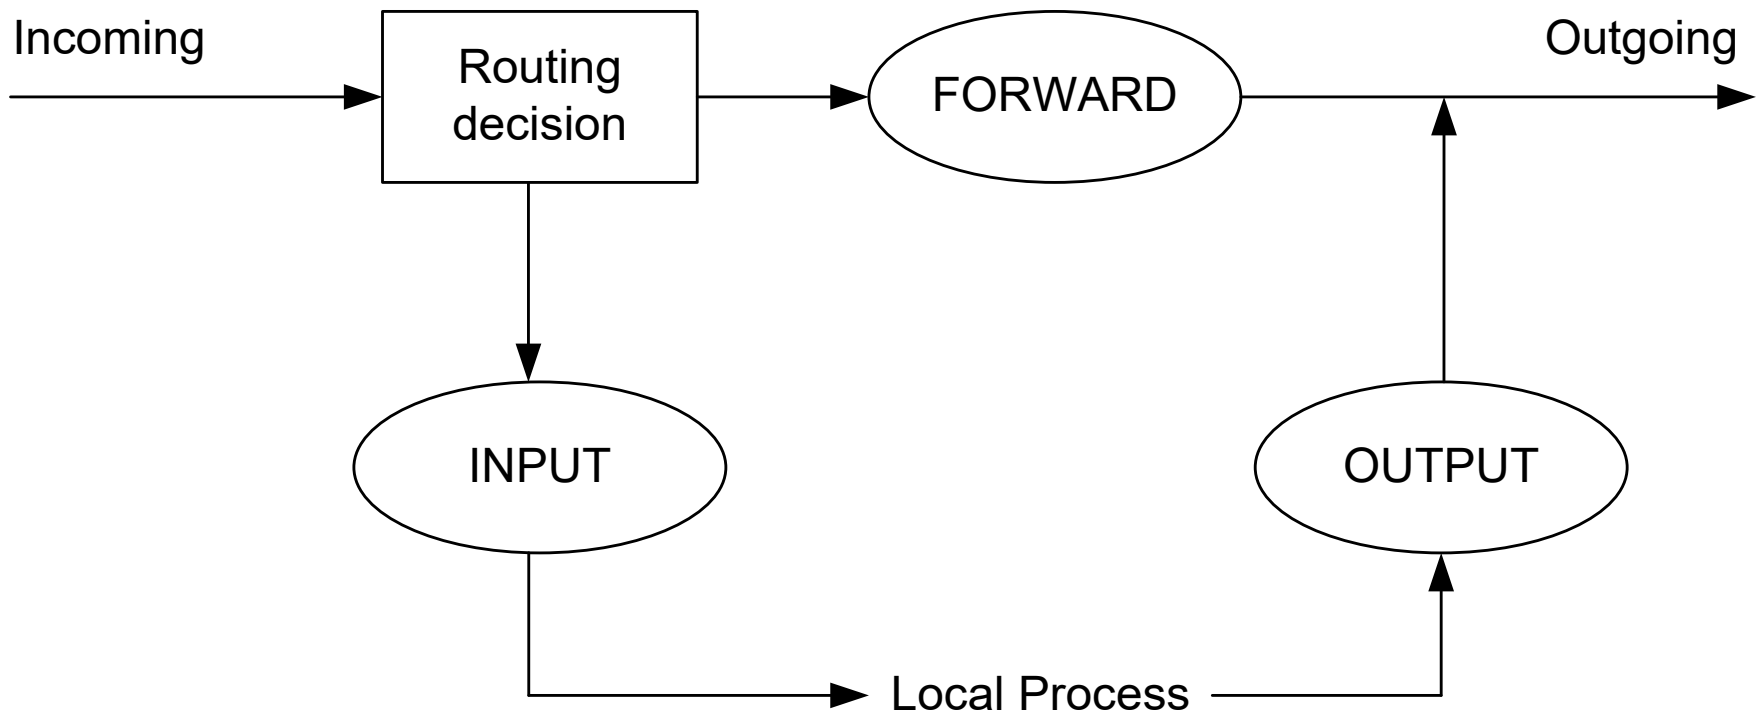 Incoming
Routing
decision
FORWARD
Outgoing
INPUT
OUTPUT
Local Process